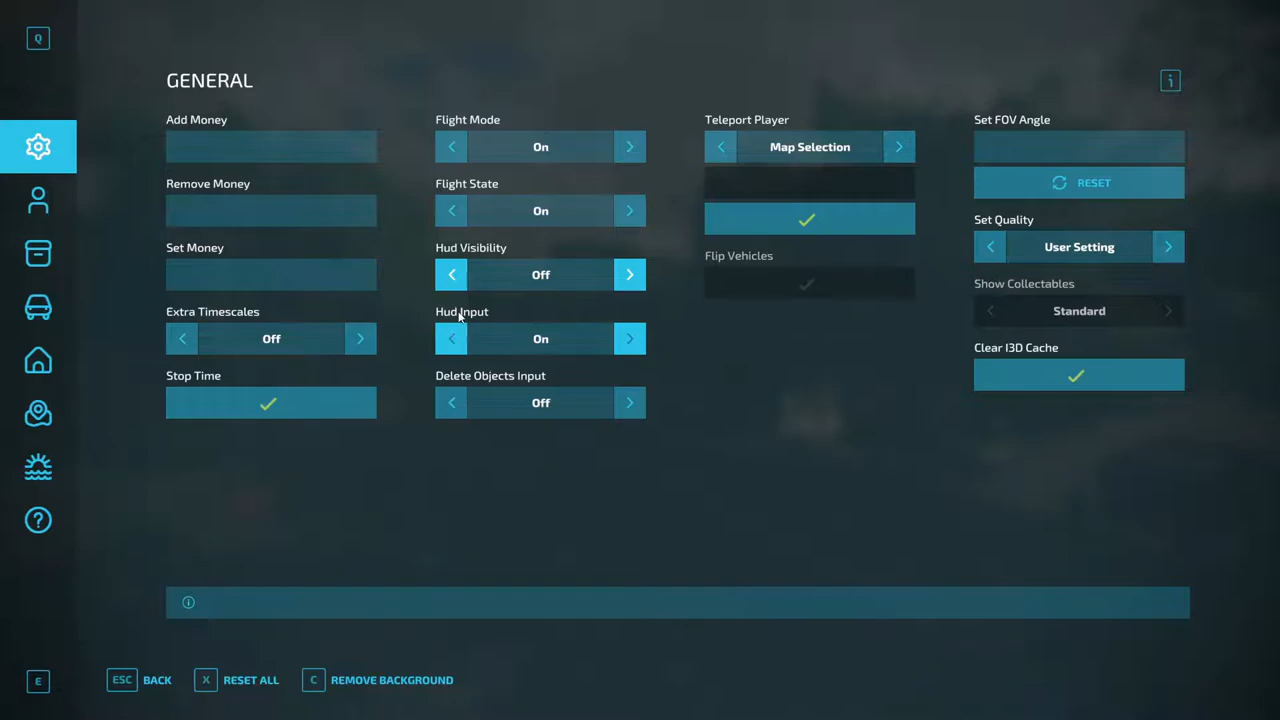 Q
GENERAL
i
Add Money
Remove Money
Set Money
Extra Timescales
Off
Stop Time
Flight Mode
On
Flight State
On
Hud Visibility
Off
Hud Input
On
Delete Objects Input
Off
Teleport Player
Map Selection
Flip Vehicles
Set FOV Angle
RESET
Set Quality
User Setting
Show Collectables
Standard
Clear I3D Cache
E
ESC BACK X RESET ALL C REMOVE BACKGROUND